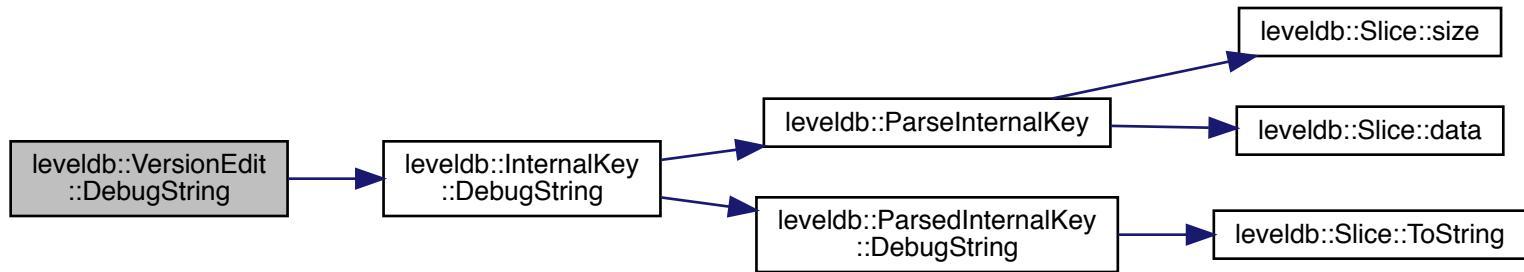 leveldb::VersionEdit
::DebugString
leveldb::InternalKey
::DebugString
leveldb::ParseInternalKey
leveldb::ParsedInternalKey
::DebugString
leveldb::Slice::size
leveldb::Slice::data
leveldb::Slice::ToString